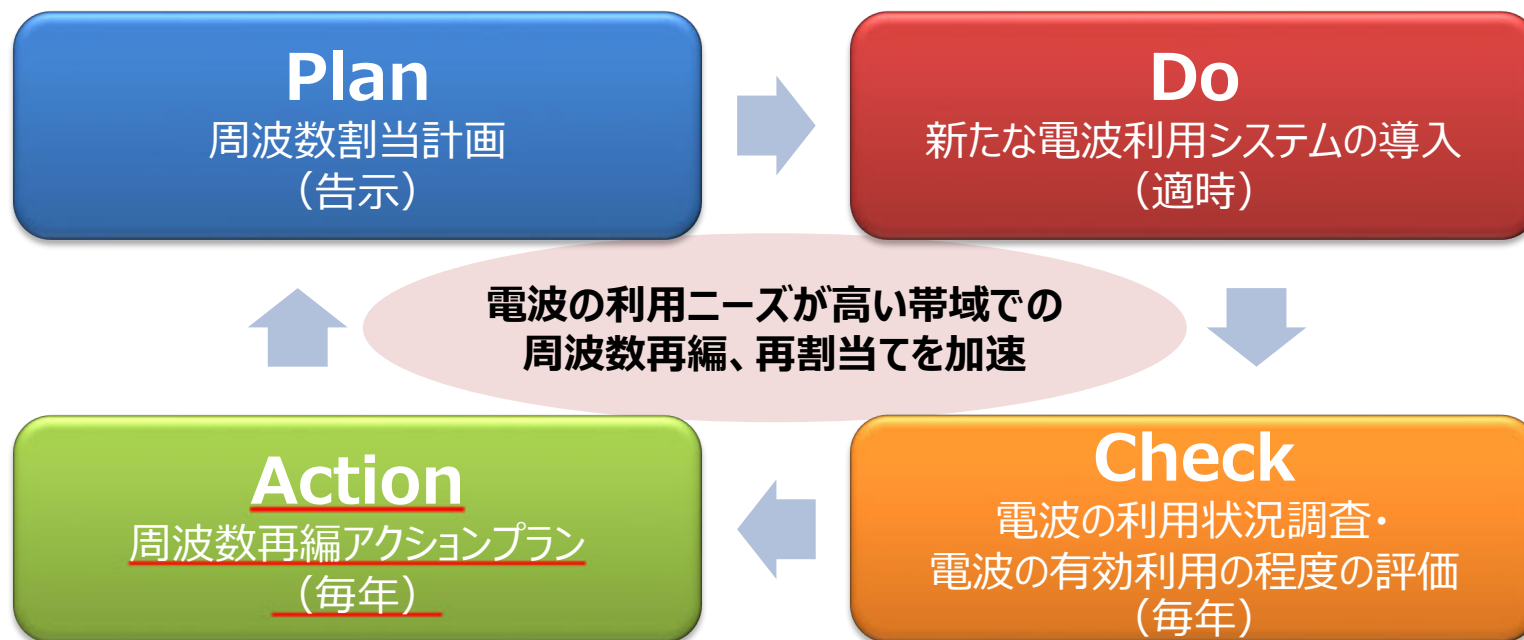 Plan
周波数割当計画
（告示）
Do
新たな電波利用システムの導入
（適時）
電波の利用ニーズが高い帯域での
周波数再編、再割当てを加速
Action
周波数再編アクションプラン
（毎年）
Check
電波の利用状況調査・
電波の有効利用の程度の評価
（毎年）